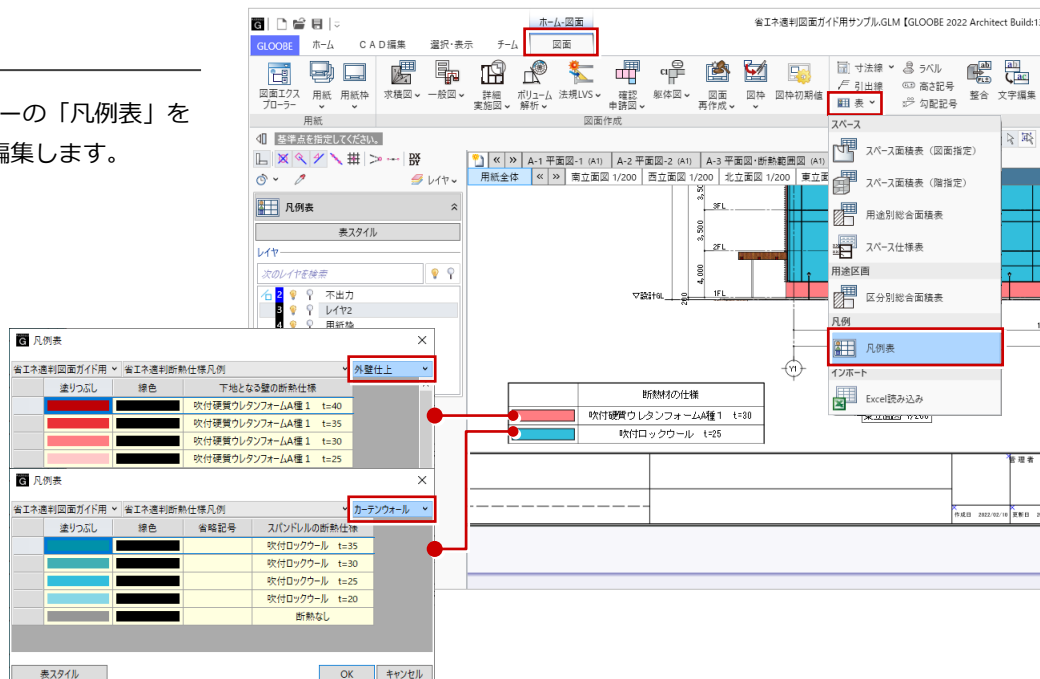 ーの「凡例表」を
編集します。
ホーム-図面
省エネ適判図面ガイド用サンプル.GLM【GLOOBE 2022 Architect Build:1
GLOOBE ホーム CAD編集 選択・表示 チーム 図面
図面エクスプローラー 用紙 用紙枠 求積図 一般図 詳細実施図 ボリューム解析 法規LVS 確認申請図 躯体図 図面再作成 図枠 図枠初期値 寸法線 引出線 表 ラベル 高さ記号 勾配記号 整合 文字編集
用紙 図面作成
基準点を指定してください。
レイヤ
凡例表
表スタイル
レイヤ
次のレイヤを検索
2 不出力
3 レイヤ2
4 用紙枠
A-1 平面図-1 (A1) A-2 平面図-2 (A1) A-3 平面図・断熱範囲図 (A1)
用紙全体 南立面図 1/200 西立面図 1/200 北立面図 1/200 東立面
3FL
3,500
2FL
4,000
1FL
▽設計GL
Y1
スペース
スペース面積表（図面指定）
スペース面積表（階指定）
用途別総合面積表
スペース仕様表
用途区画
区分別総合面積表
凡例
凡例表
インポート
Excel読み込み
断熱材の仕様
吹付硬質ウレタンフォームA種1 t=30
吹付ロックウール t=25
管理者
作成日 2022/02/10 更新日
凡例表
省エネ適判図面ガイド用 省エネ適判断熱仕様凡例 外壁仕上
塗りつぶし 線色 下地となる壁の断熱仕様
吹付硬質ウレタンフォームA種1 t=40
吹付硬質ウレタンフォームA種1 t=35
吹付硬質ウレタンフォームA種1 t=30
吹付硬質ウレタンフォームA種1 t=25
凡例表
省エネ適判図面ガイド用 省エネ適判断熱仕様凡例 カーテンウォール
塗りつぶし 線色 省略記号 スパンドレルの断熱仕様
吹付ロックウール t=35
吹付ロックウール t=30
吹付ロックウール t=25
吹付ロックウール t=20
断熱なし
表スタイル OK キャンセル